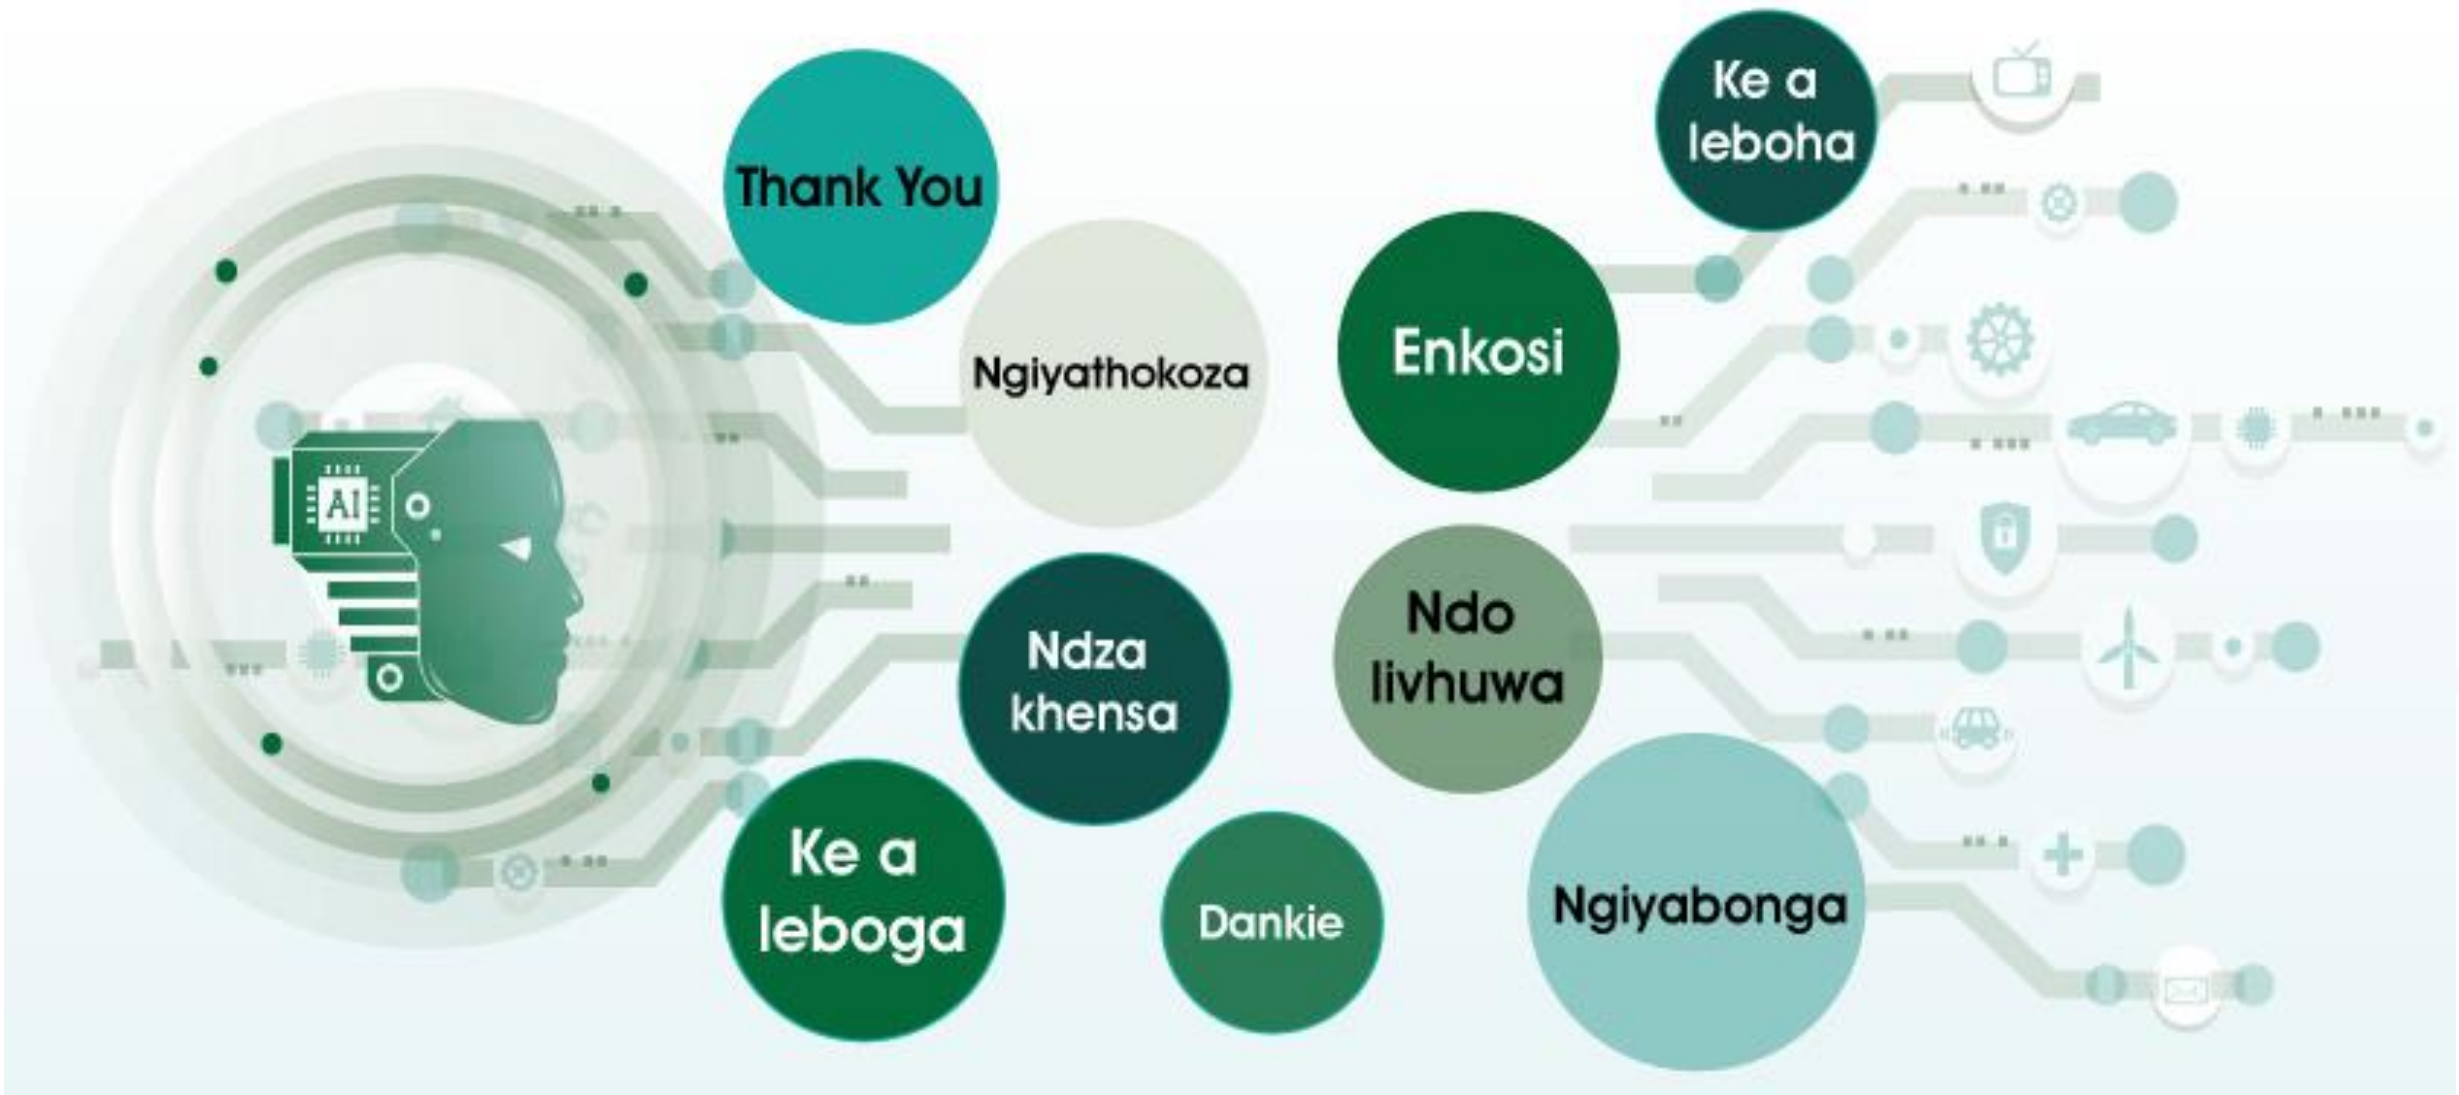 Thank You
Ke a
leboha
Ngiyathokoza
Enkosi
AI
Ndza
khensa
Ndo
livhuwa
Ke a
leboga
Dankie
Ngiyabonga